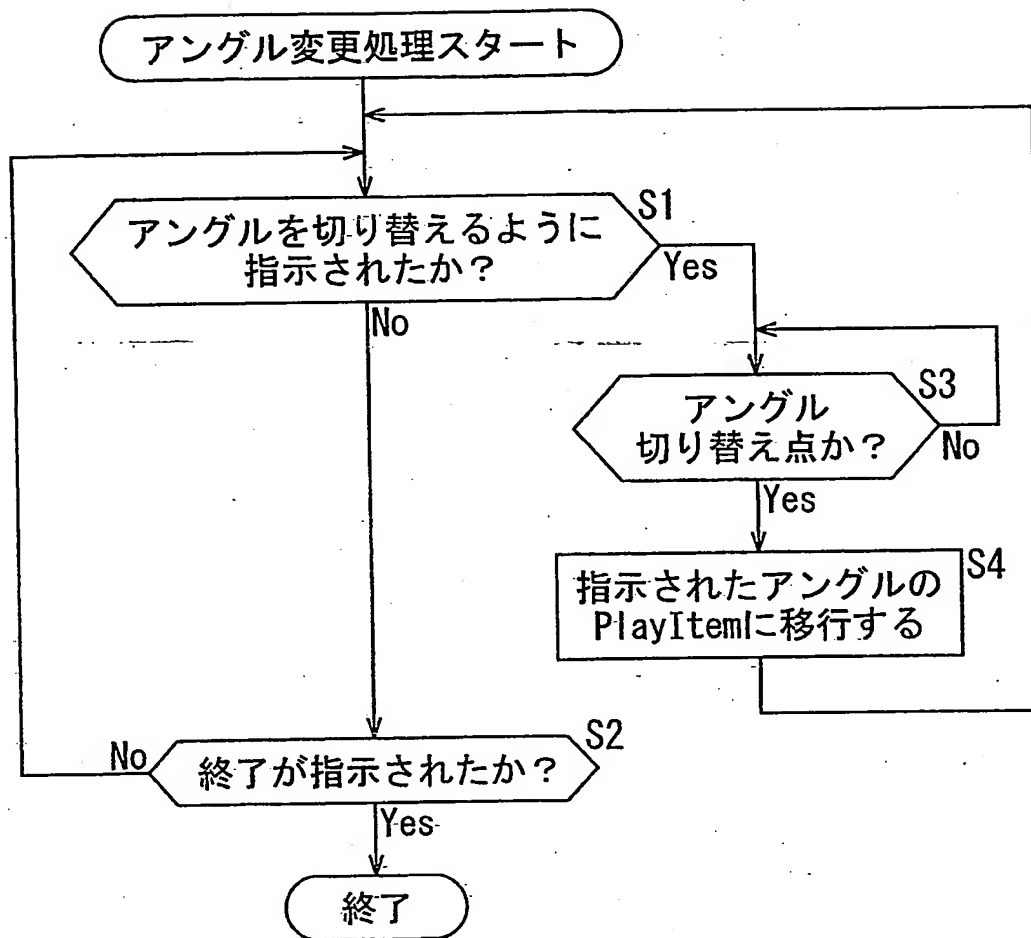 アングル変更処理スタート
S1
アングルを切り替えるように
指示されたか?
Yes
No
S3
アングル
切り替え点か?
No
Yes
S4
指示されたアングルの
PlayItemに移行する
S2
No
終了が指示されたか?
Yes
終了